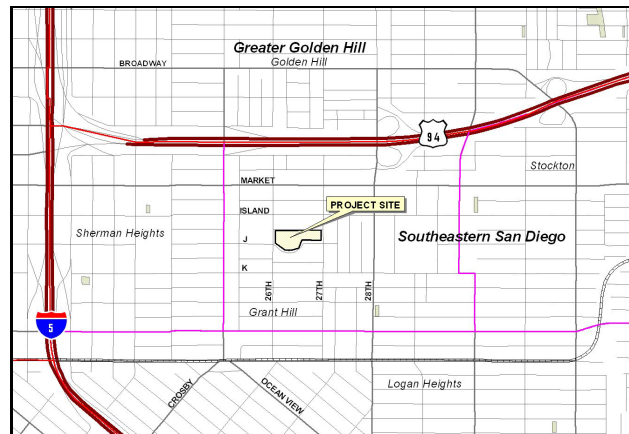 Greater Golden Hill
Golden Hill
BROADWAY
94
Stockton
MARKET
PROJECT SITE
ISLAND
Sherman Heights
J
Southeastern San Diego
K
26TH
27TH
28TH
Grant Hill
5
Logan Heights
CROSBY
OCEAN VIEW